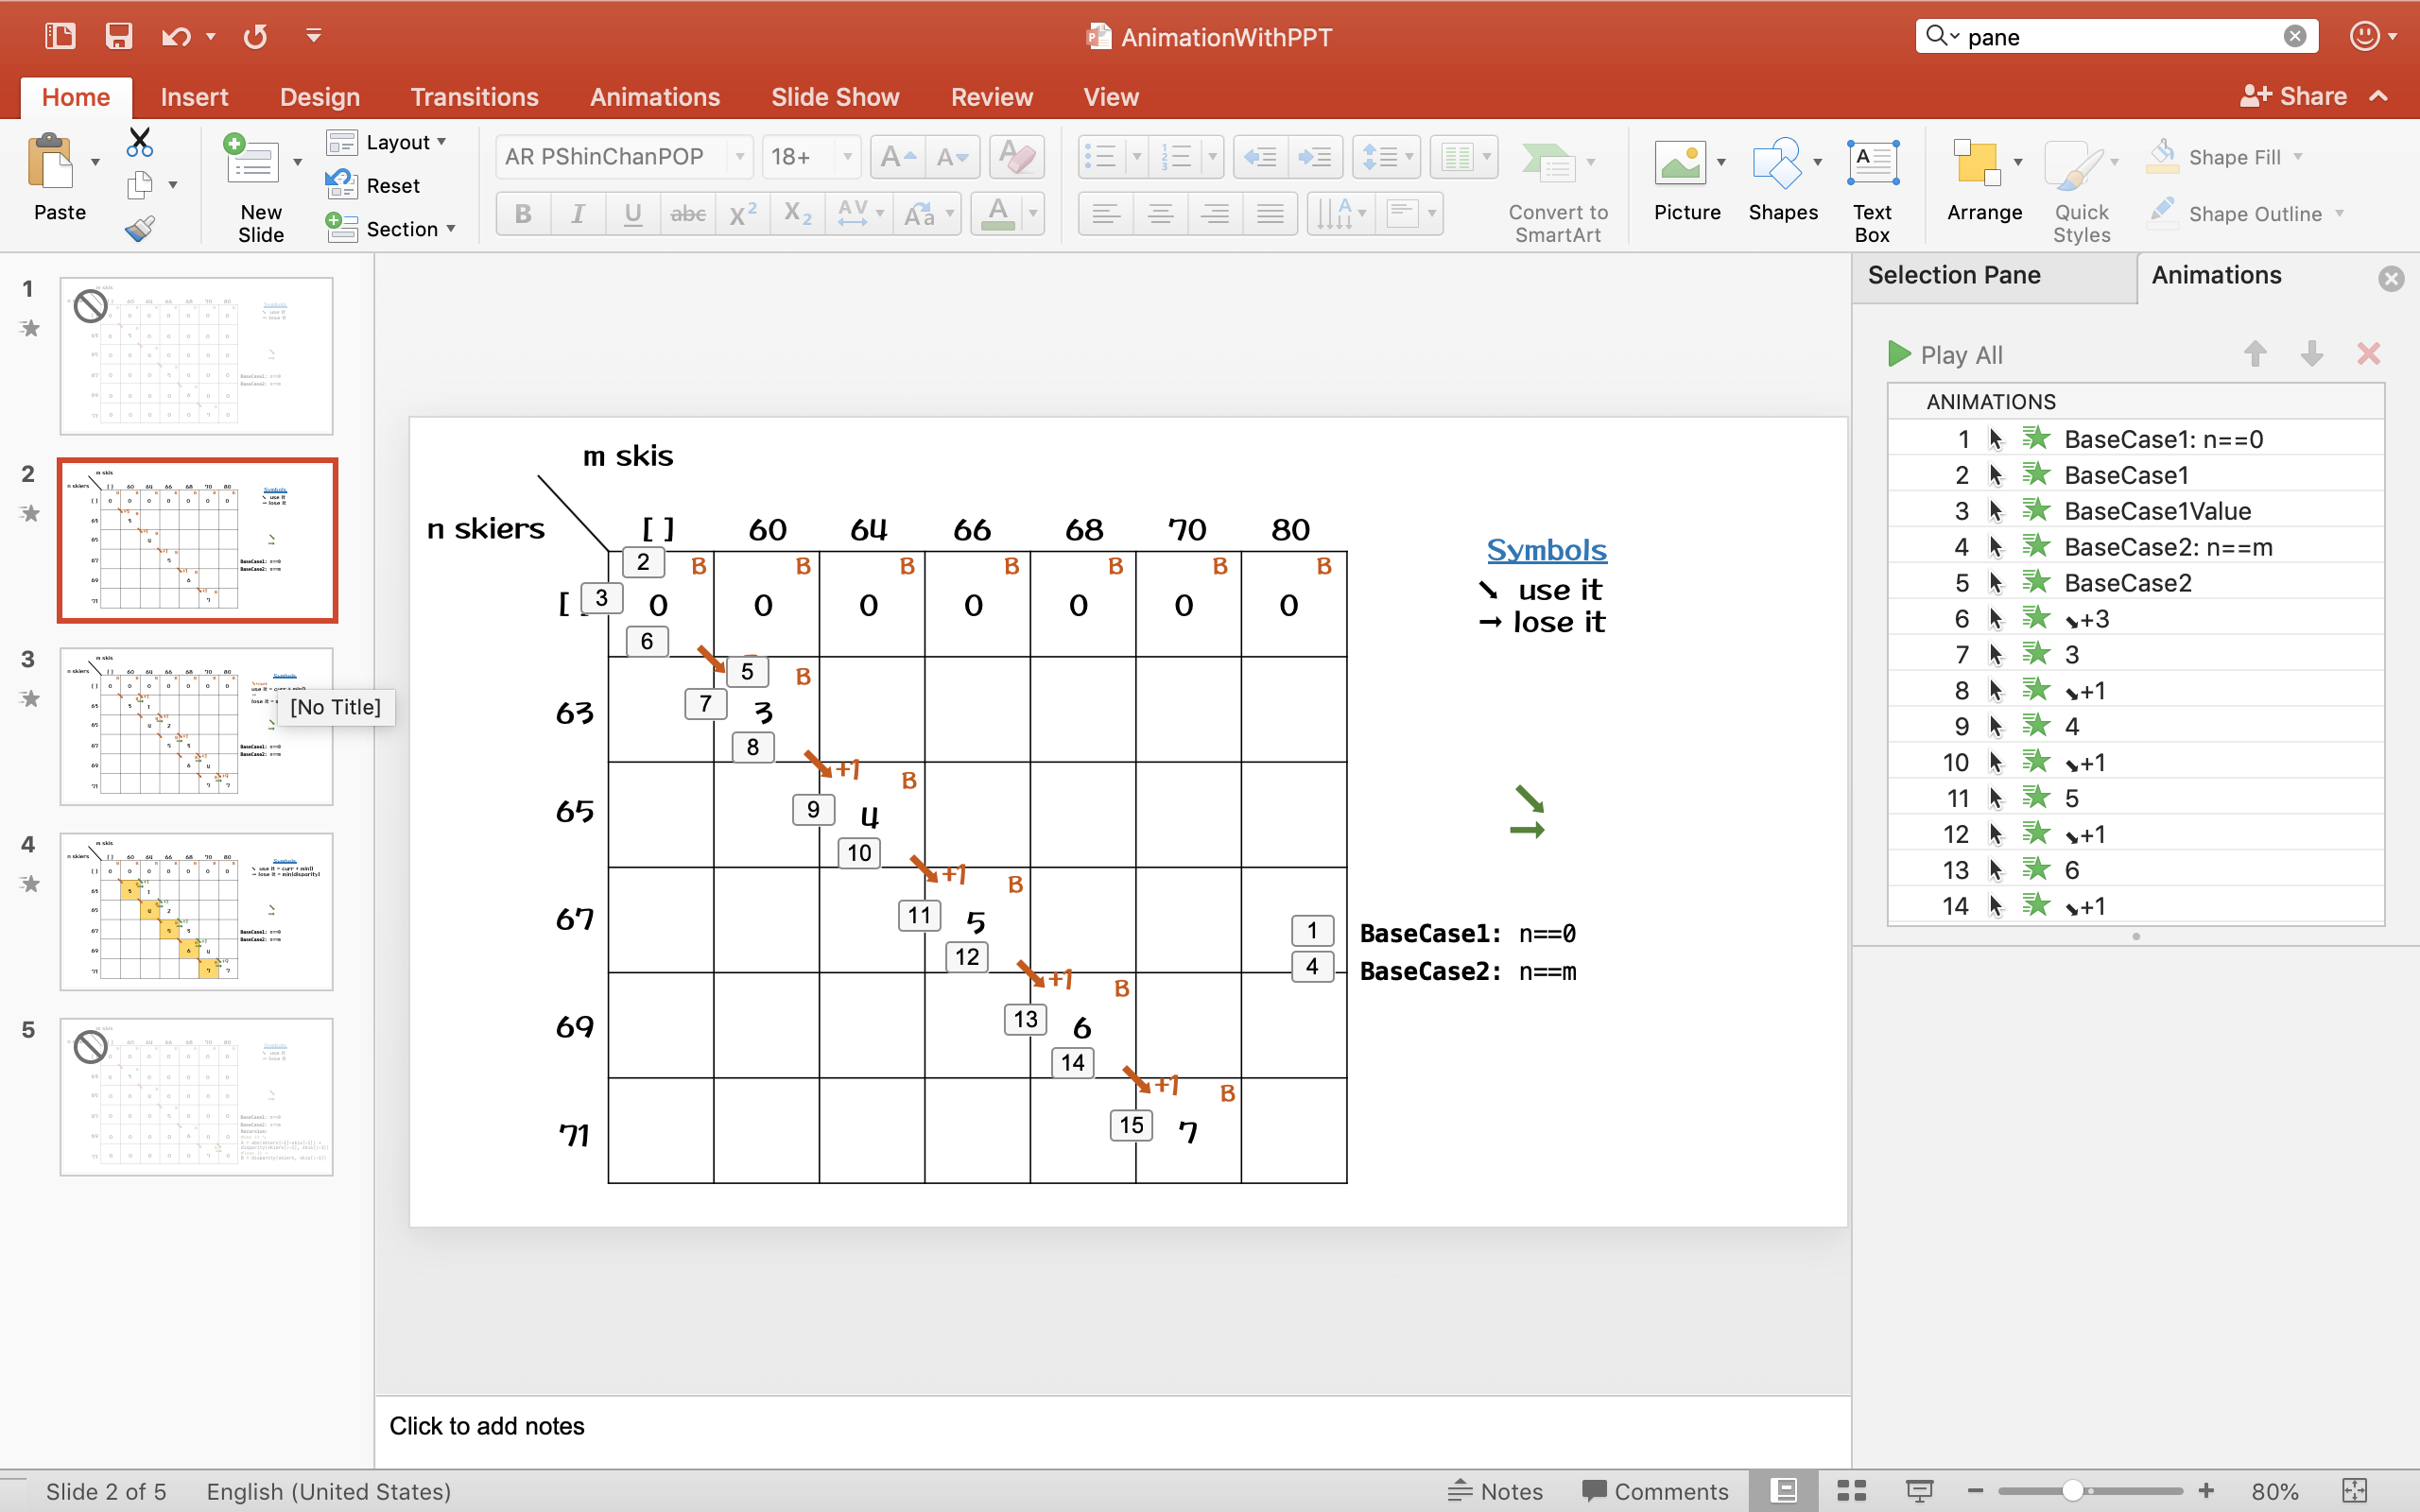 AnimationWithPPT
pane
Home Insert Design Transitions Animations Slide Show Review View
Share
Paste
New Slide
Layout
Reset
Section
AR PShinChanPOP 18+
B I U abc X2 X2 AV Aa A
Convert to SmartArt
Picture
Shapes
Text Box
Arrange
Quick Styles
Shape Fill
Shape Outline
1
2
3
[No Title]
4
5
m skis
n skiers [ ] 60 64 66 68 70 80
2 B B B B B B B
[ 3 0 0 0 0 0 0 0
6
5 B
63 7 3
8 +1 B
65 9 4
10 +1 B
67 11 5
12 +1 B
69 13 6
14 +1 B
71 15 7
Symbols
↘ use it
→ lose it
1 BaseCase1: n==0
4 BaseCase2: n==m
Selection Pane Animations
Play All
ANIMATIONS
1 BaseCase1: n==0
2 BaseCase1
3 BaseCase1Value
4 BaseCase2: n==m
5 BaseCase2
6 ↘+3
7 3
8 ↘+1
9 4
10 ↘+1
11 5
12 ↘+1
13 6
14 ↘+1
Click to add notes
Slide 2 of 5 English (United States) Notes Comments 80%